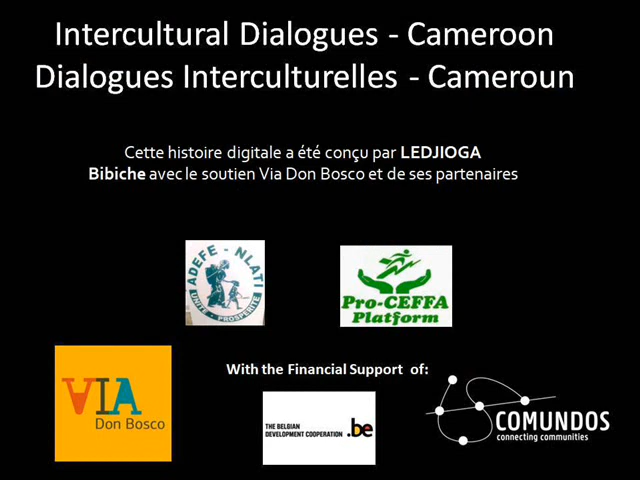 Intercultural Dialogues - Cameroon
Dialogues Interculturelles - Cameroun
Cette histoire digitale a été conçu par LEDJIOGA
Bibiche avec le soutien Via Don Bosco et de ses partenaires
ADEFE - NLATI
UNITE - PROSPERITE
Pro-CEFFA
Platform
With the Financial Support of:
VIA
Don Bosco
THE BELGIAN
DEVELOPMENT COOPERATION .be
COMUNDOS
connecting communities